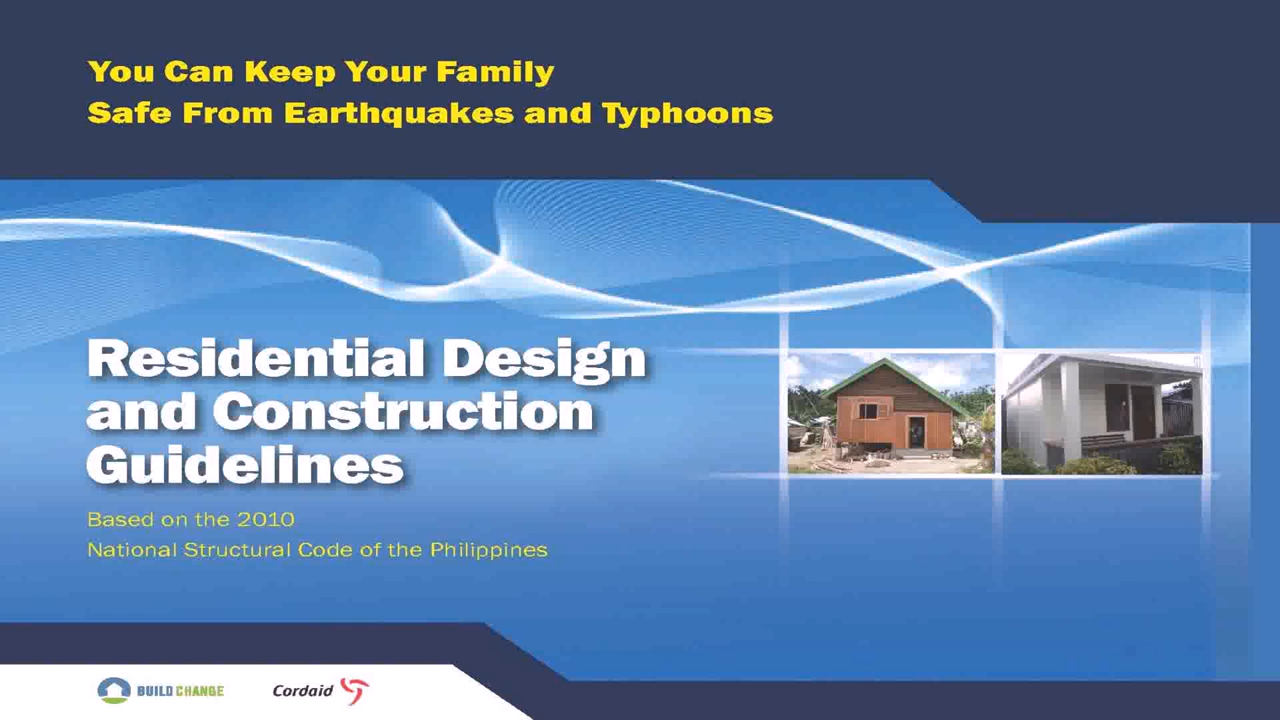 You Can Keep Your Family
Safe From Earthquakes and Typhoons
Residential Design
and Construction
Guidelines
Based on the 2010
National Structural Code of the Philippines
BUILD CHANGE
Cordaid